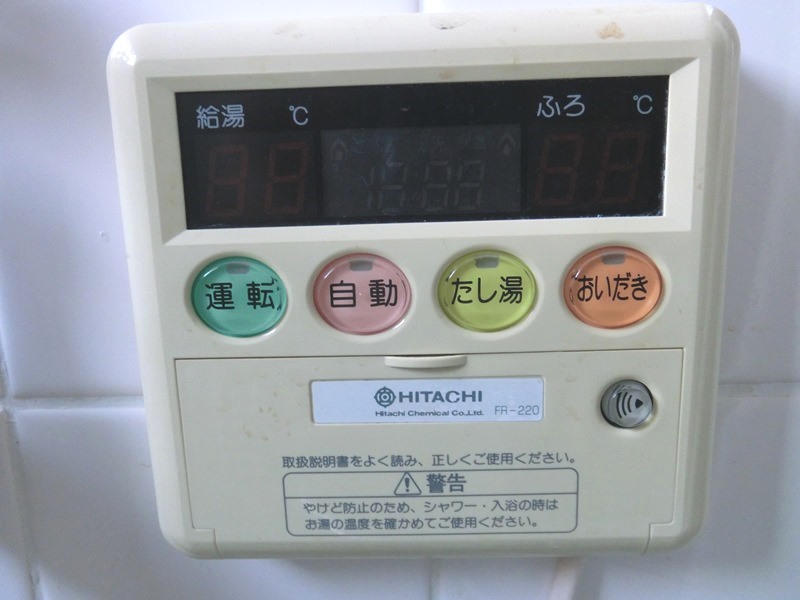 給湯 ℃ ふろ ℃
運転 自動 たし湯 おいだき
HITACHI
Hitachi Chemical Co.,Ltd. FR-220
取扱説明書をよく読み、正しくご使用ください。
警告
やけど防止のため、シャワー・入浴の時は
お湯の温度を確かめてご使用ください。